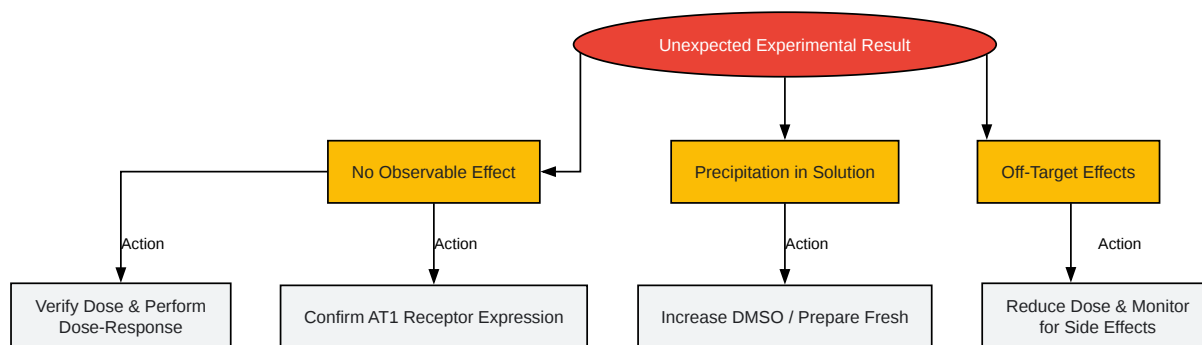 Unexpected Experimental Result
No Observable Effect
Precipitation in Solution
Off-Target Effects
Action
Action
Action
Action
Verify Dose & Perform
Dose-Response
Confirm AT1 Receptor Expression
Increase DMSO / Prepare Fresh
Reduce Dose & Monitor
for Side Effects